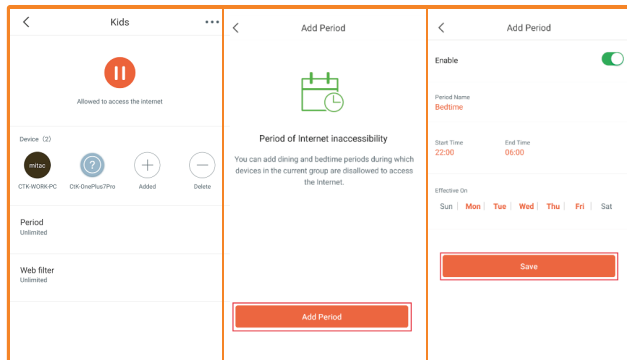 Kids
Allowed to access the internet
Device (2)
mitac
?
CTK-WORK-PC
CtK-OnePlus7Pro
Added
Delete
Period
Unlimited
Web filter
Unlimited
Add Period
Period of Internet inaccessibility
You can add dining and bedtime periods during which
devices in the current group are disallowed to access
the Internet.
Add Period
Add Period
Enable
Period Name
Bedtime
Start Time End Time
22:00 06:00
Effective On
Sun | Mon | Tue | Wed | Thu | Fri | Sat
Save